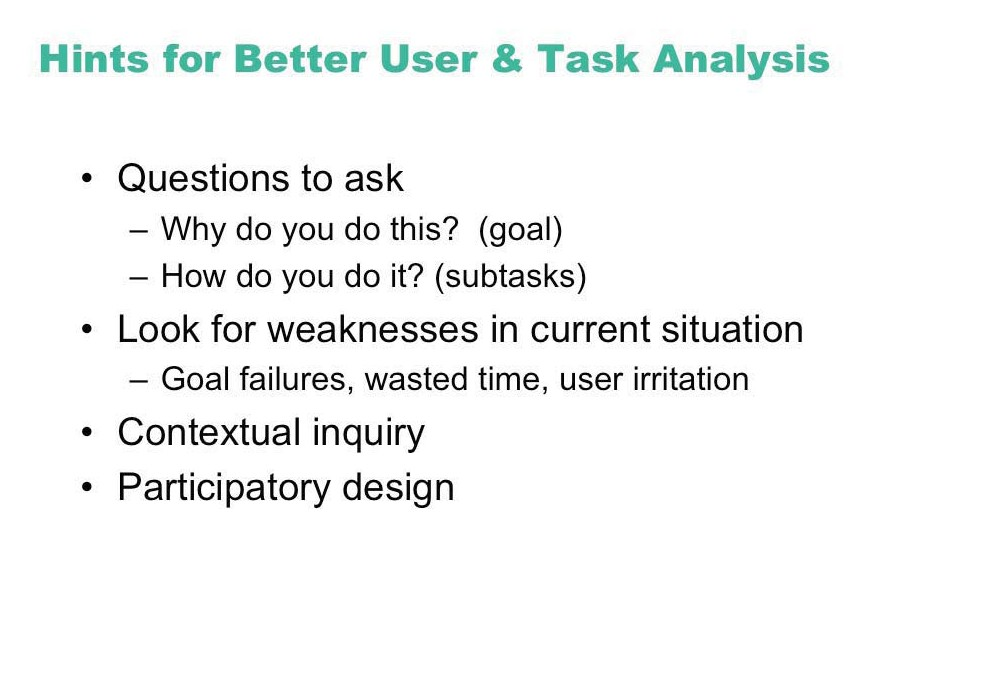 Hints for Better User & Task Analysis
• Questions to ask
– Why do you do this?  (goal)
– How do you do it? (subtasks)
• Look for weaknesses in current situation
– Goal failures, wasted time, user irritation
• Contextual inquiry
• Participatory design